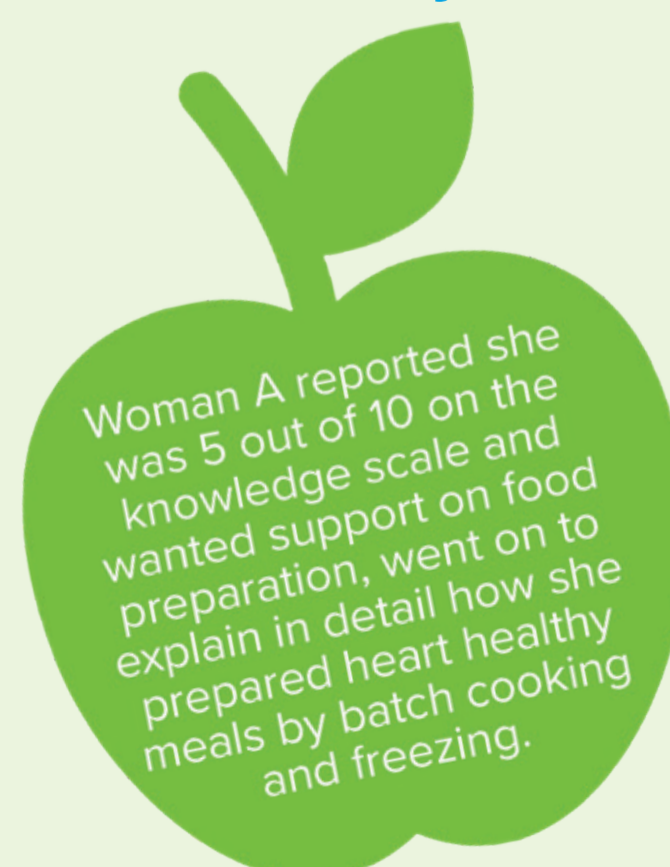 Woman A reported she
was 5 out of 10 on the
knowledge scale and
wanted support on food
preparation, went on to
explain in detail how she
prepared heart healthy
meals by batch cooking
and freezing.